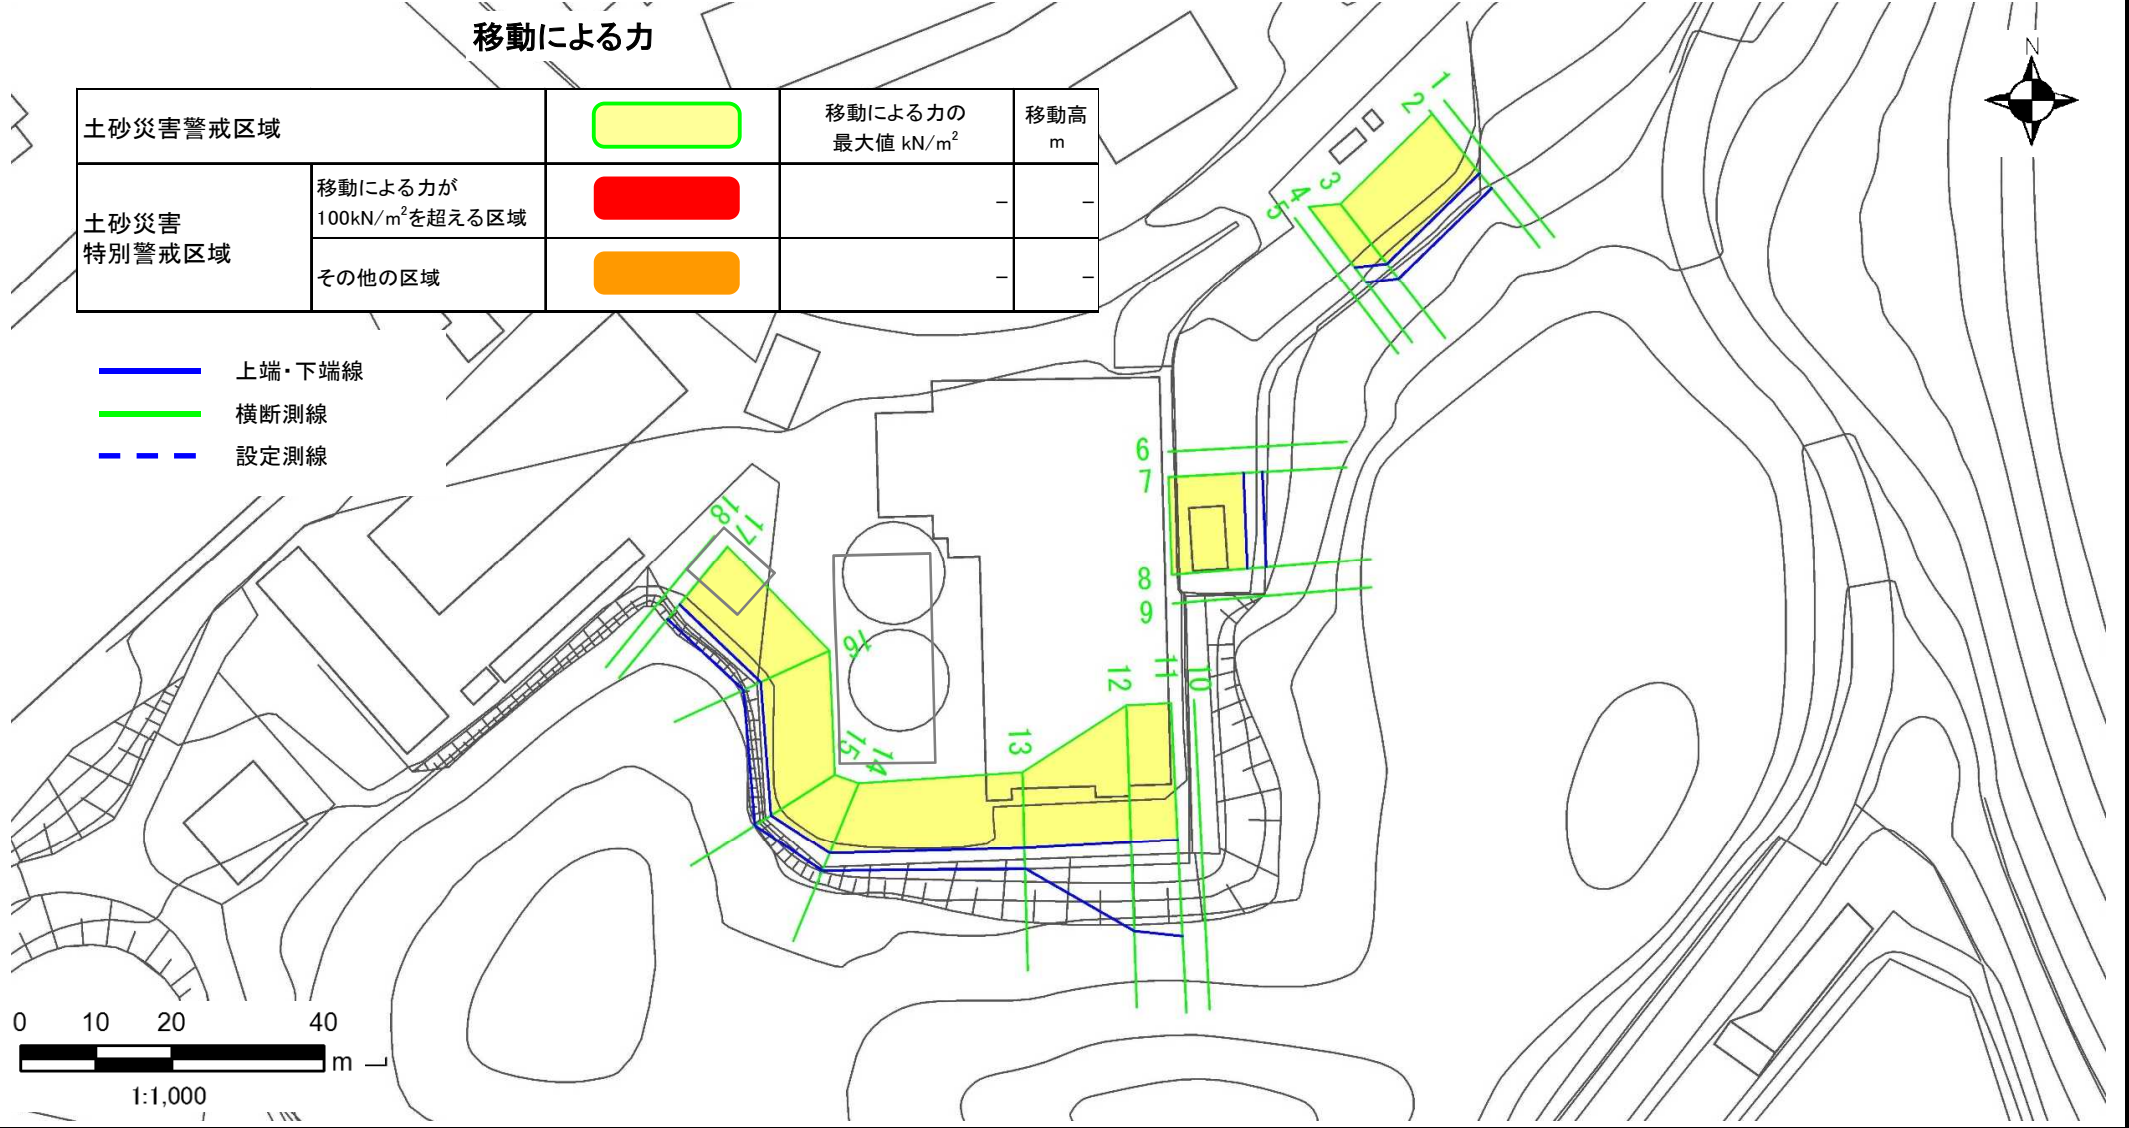 移動による力
土砂災害警戒区域
移動による力の
最大値 kN/m²
移動高
m
土砂災害
特別警戒区域
移動による力が
100kN/m²を超える区域
–
–
その他の区域
–
–
上端・下端線
横断測線
設定測線
N
1
2
3
4
5
6
7
8
9
10
11
12
13
14
15
16
17
18
0 10 20 40
m
1:1,000